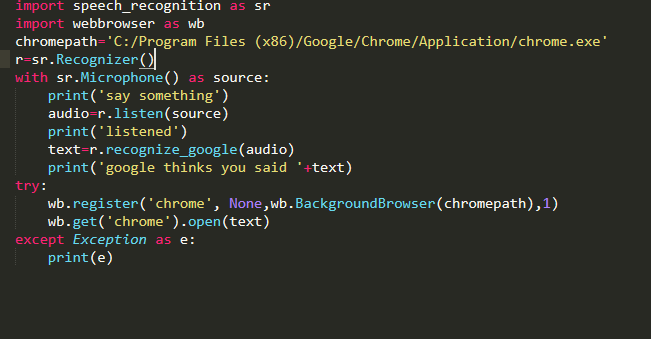 import speech_recognition as sr
import webbrowser as wb
chromepath='C:/Program Files (x86)/Google/Chrome/Application/chrome.exe'
r=sr.Recognizer()
with sr.Microphone() as source:
    print('say something')
    audio=r.listen(source)
    print('listened')
    text=r.recognize_google(audio)
    print('google thinks you said '+text)
try:
    wb.register('chrome', None,wb.BackgroundBrowser(chromepath),1)
    wb.get('chrome').open(text)
except Exception as e:
    print(e)